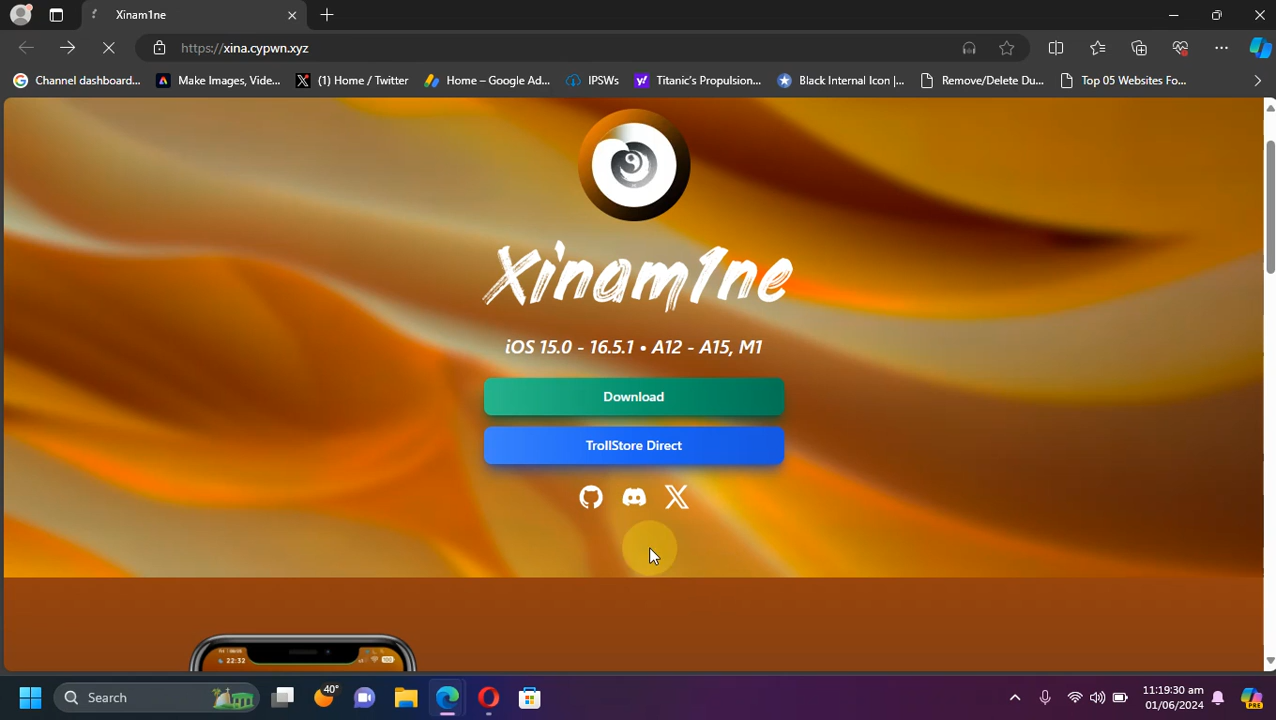 Xinam1ne
https://xina.cypwn.xyz
Channel dashboard... Make Images, Vide... (1) Home / Twitter Home – Google Ad... IPSWs Titanic's Propulsion... Black Interna Icon |... Remove/Delete Du... Top 05 Websites Fo...
Xinam1ne
iOS 15.0 - 16.5.1 • A12 - A15, M1
Download
TrollStore Direct
22:32
Search
40°
11:19:30 am
01/06/2024
PRE